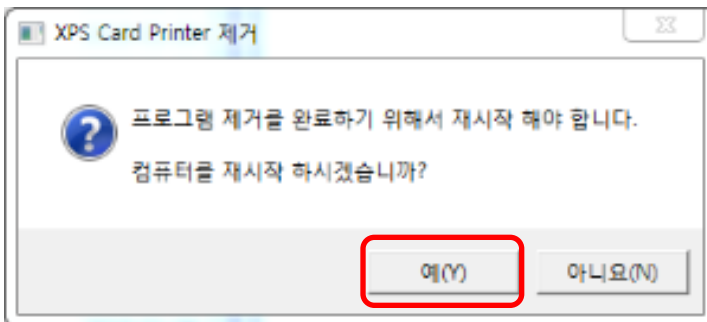 XPS Card Printer 제거
프로그램 제거를 완료하기 위해서 재시작 해야 합니다.
컴퓨터를 재시작 하시겠습니까?
예(Y)
아니요(N)